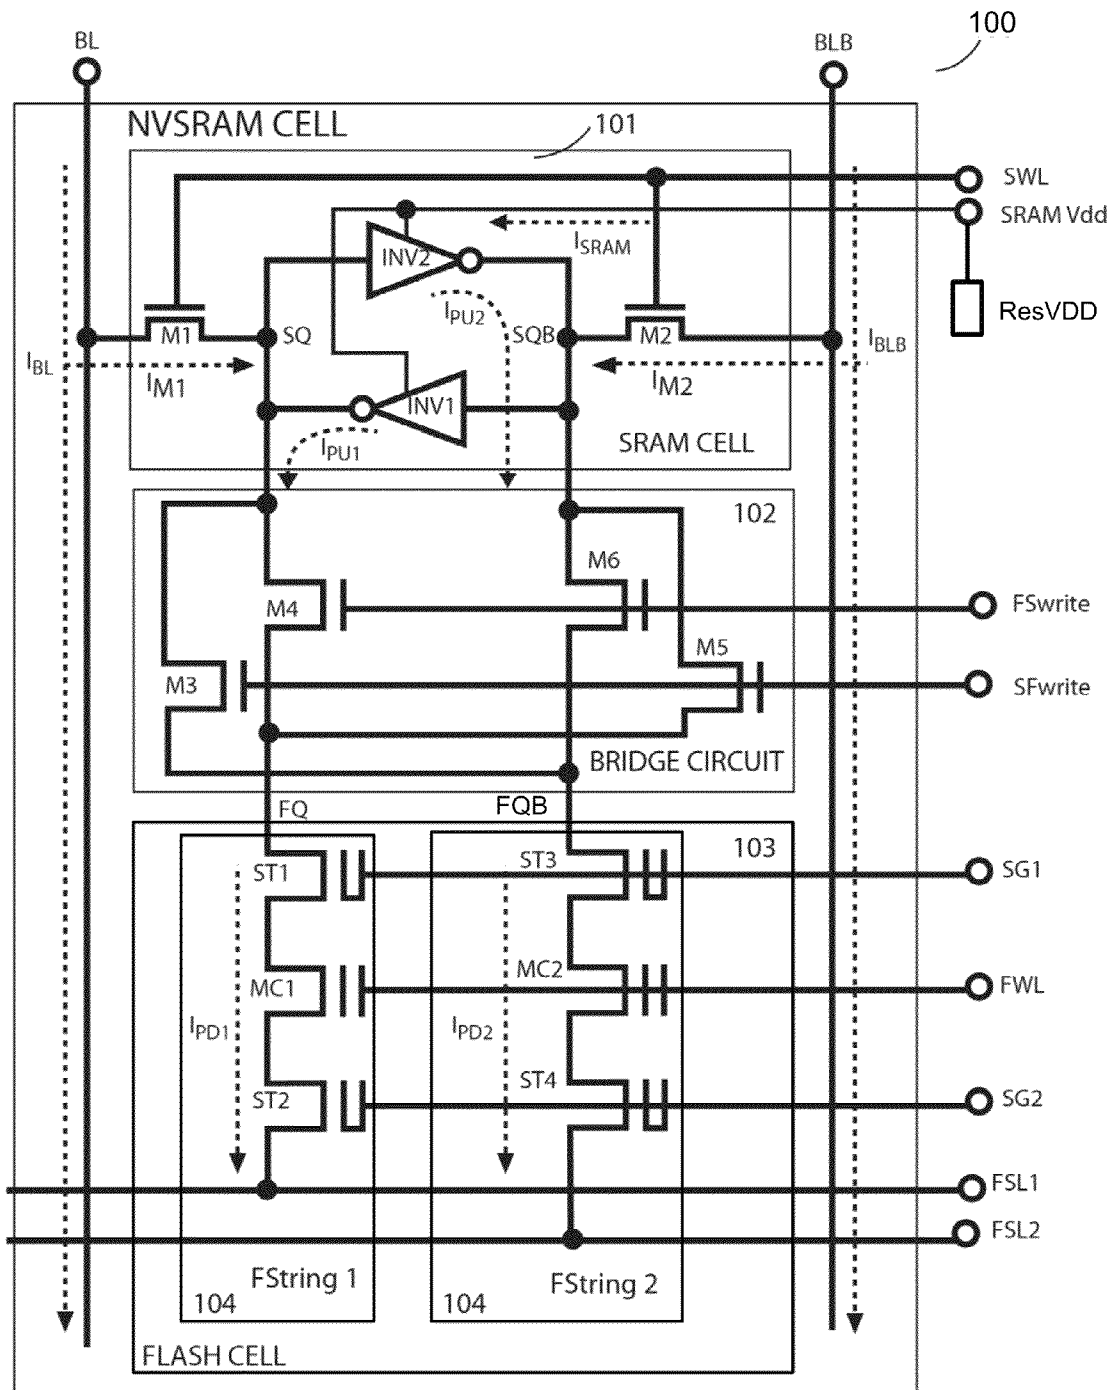 100
BL
BLB
NVSRAM CELL
101
SWL
SRAM Vdd
ISRAM
INV2
IPU2
ResVDD
M1
SQ
SQB
M2
IBL
IM1
IM2
IBLB
INV1
IPU1
SRAM CELL
102
M6
M4
FSwrite
M5
M3
SFwrite
BRIDGE CIRCUIT
FQ
FQB
103
ST1
ST3
SG1
MC1
MC2
FWL
IPD1
IPD2
ST2
ST4
SG2
FSL1
FSL2
FString 1
FString 2
104
104
FLASH CELL